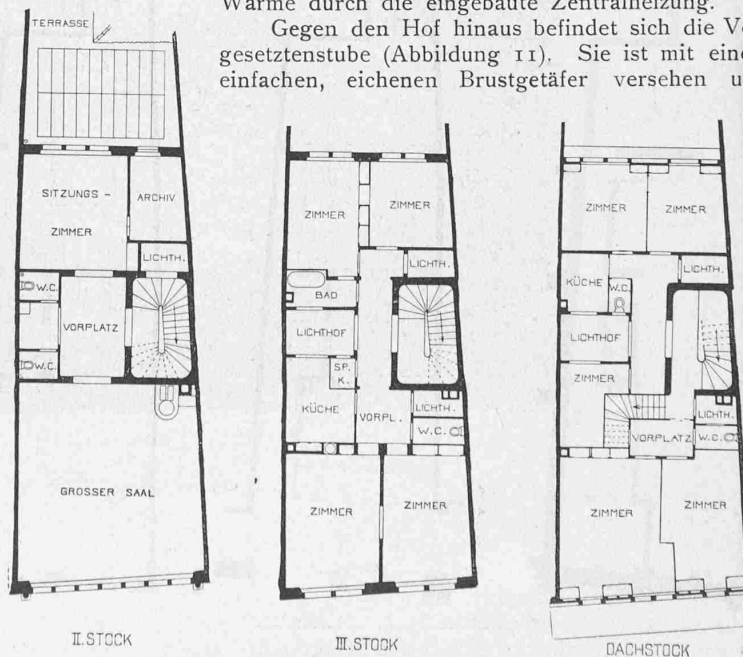 Wärme durch die eingebaute Zentralheizung.
Gegen den Hof hinaus befindet sich die
gesetztenstube (Abbildung 11). Sie ist mit
einfachen, eichenen Brustgetäfer versehen
TERRASSE
SITZUNGS-
ZIMMER
ARCHIV
LICHTH.
W.C.
VORPLATZ
W.C.
GROSSER SAAL
II. STOCK
ZIMMER
ZIMMER
LICHTH.
BAD
LICHTHOF
SP.
K.
KÜCHE
VORPL.
LICHTH.
W.C.
ZIMMER
ZIMMER
III. STOCK
ZIMMER
ZIMMER
KÜCHE
W.C.
LICHTH.
LICHTHOF
ZIMMER
LICHTH.
VORPLATZ
W.C.
ZIMMER
ZIMMER
DACHSTOCK